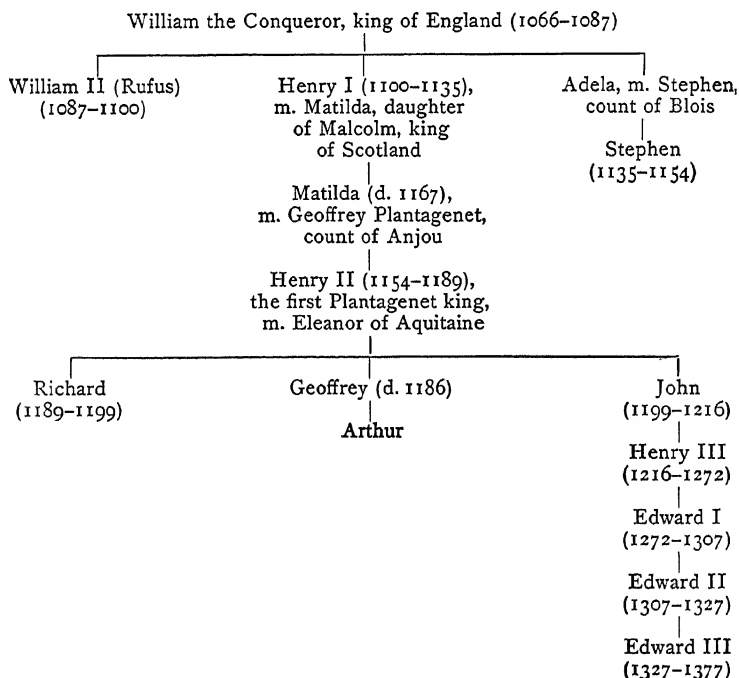 William the Conqueror, king of England (1066–1087)
William II (Rufus)
(1087–1100)
Henry I (1100–1135),
m. Matilda, daughter
of Malcolm, king
of Scotland
Adela, m. Stephen,
count of Blois
Stephen
(1135–1154)
Matilda (d. 1167),
m. Geoffrey Plantagenet,
count of Anjou
Henry II (1154–1189),
the first Plantagenet king,
m. Eleanor of Aquitaine
Richard
(1189–1199)
Geoffrey (d. 1186)
Arthur
John
(1199–1216)
Henry III
(1216–1272)
Edward I
(1272–1307)
Edward II
(1307–1327)
Edward III
(1327–1377)